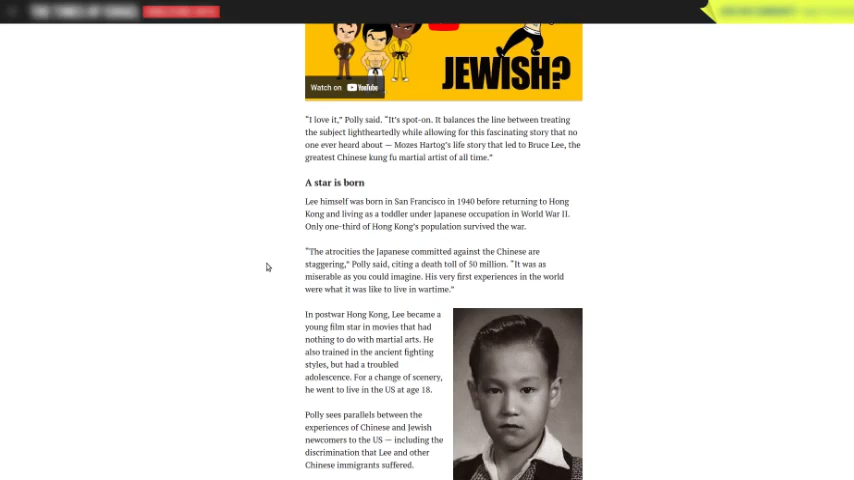 Watch on YouTube
JEWISH?
“I love it,” Polly said. “It’s spot-on. It balances the line between treating
the subject lightheartedly while allowing for this fascinating story that no
one ever heard about — Mozes Hartog’s life story that led to Bruce Lee, the
greatest Chinese kung fu martial artist of all time.”
A star is born
Lee himself was born in San Francisco in 1940 before returning to Hong
Kong and living as a toddler under Japanese occupation in World War II.
Only one-third of Hong Kong’s population survived the war.
“The atrocities the Japanese committed against the Chinese are
staggering,” Polly said, citing a death toll of 50 million. “It was as
miserable as you could imagine. His very first experiences in the world
were what it was like to live in wartime.”
In postwar Hong Kong, Lee became a
young film star in movies that had
nothing to do with martial arts. He
also trained in the ancient fighting
styles, but had a troubled
adolescence. For a change of scenery,
he went to live in the US at age 18.
Polly sees parallels between the
experiences of Chinese and Jewish
newcomers to the US — including the
discrimination that Lee and other
Chinese immigrants suffered.